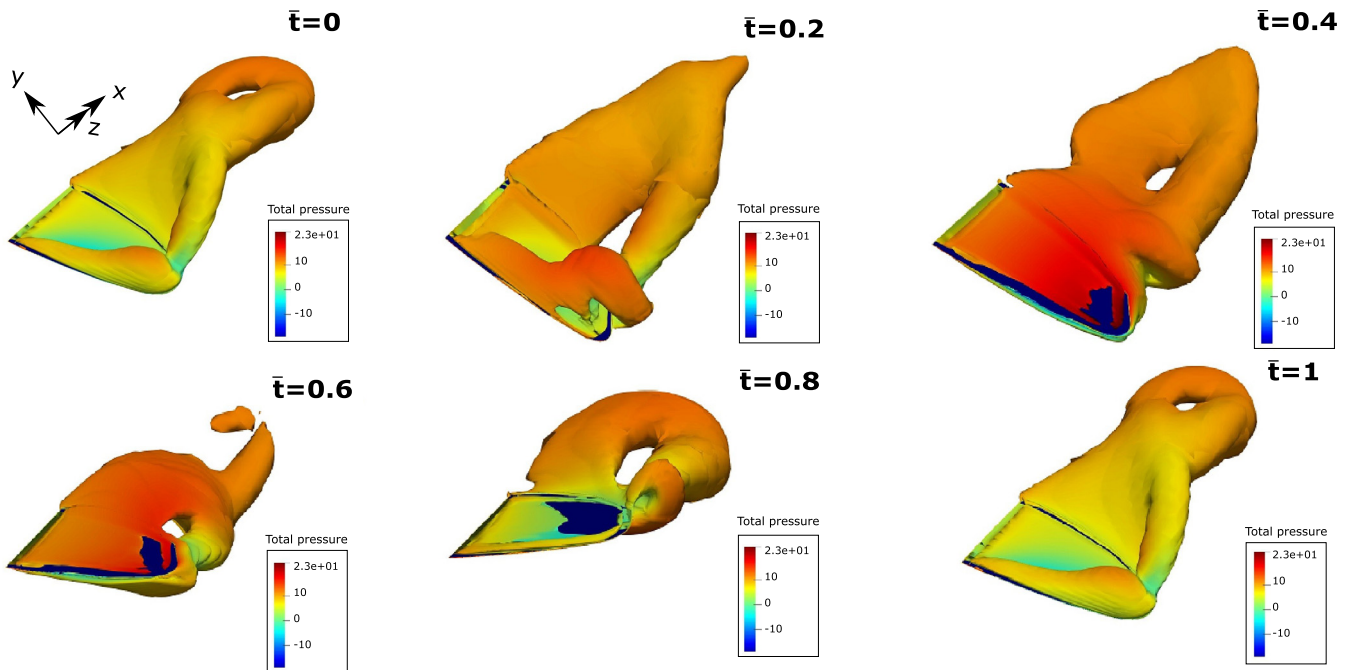 t̄=0
y
x
z
Total pressure
2.3e+01
10
0
-10
t̄=0.2
Total pressure
2.3e+01
10
0
-10
t̄=0.4
Total pressure
2.3e+01
10
0
-10
t̄=0.6
Total pressure
2.3e+01
10
0
-10
t̄=0.8
Total pressure
2.3e+01
10
0
-10
t̄=1
Total pressure
2.3e+01
10
0
-10